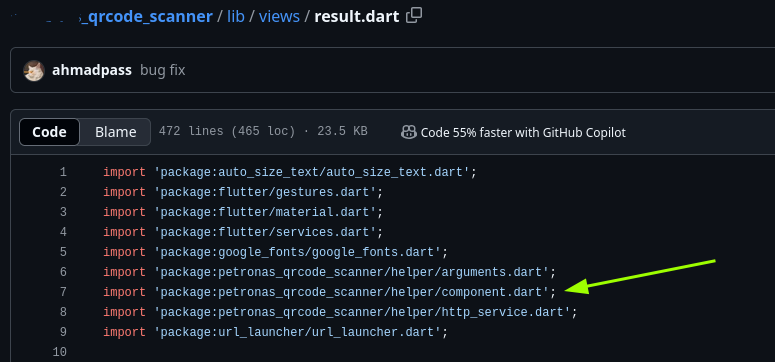 _qrcode_scanner / lib / views / result.dart
ahmadpass bug fix
Code Blame 472 lines (465 loc) · 23.5 KB Code 55% faster with GitHub Copilot
1 import 'package:auto_size_text/auto_size_text.dart';
2 import 'package:flutter/gestures.dart';
3 import 'package:flutter/material.dart';
4 import 'package:flutter/services.dart';
5 import 'package:google_fonts/google_fonts.dart';
6 import 'package:petronas_qrcode_scanner/helper/arguments.dart';
7 import 'package:petronas_qrcode_scanner/helper/component.dart';
8 import 'package:petronas_qrcode_scanner/helper/http_service.dart';
9 import 'package:url_launcher/url_launcher.dart';
10